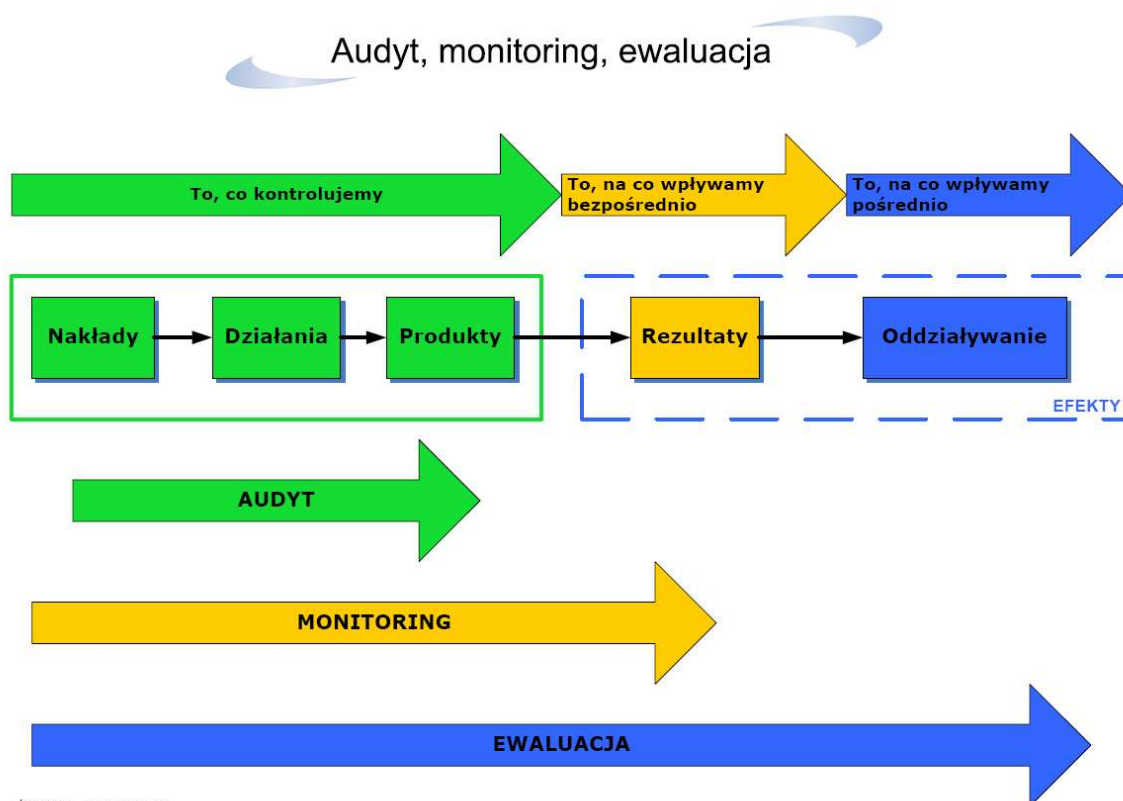 Audyt, monitoring, ewaluacja
To, co kontrolujemy
To, na co wpływamy
bezpośrednio
To, na co wpływamy
pośrednio
Nakłady
Działania
Produkty
Rezultaty
Oddziaływanie
EFEKTY
AUDYT
MONITORING
EWALUACJA